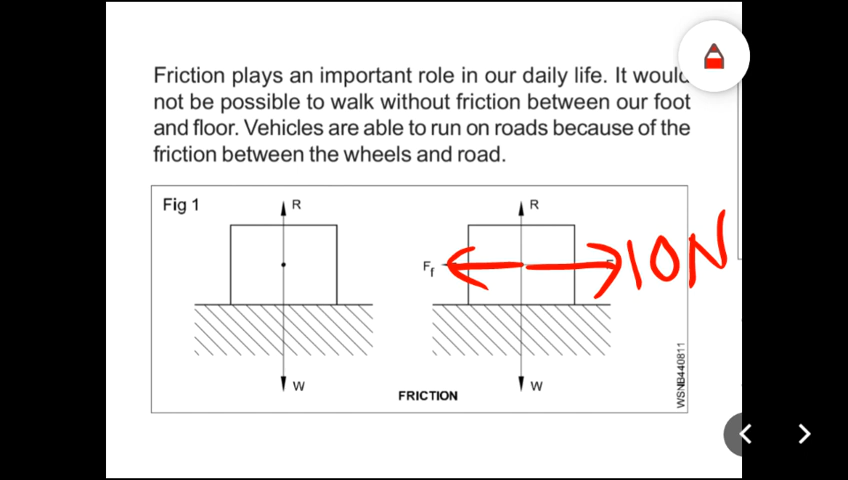 Friction plays an important role in our daily life. It would
not be possible to walk without friction between our foot
and floor. Vehicles are able to run on roads because of the
friction between the wheels and road.
Fig 1
R
R
Ff
10N
W
W
FRICTION
WSNB440811